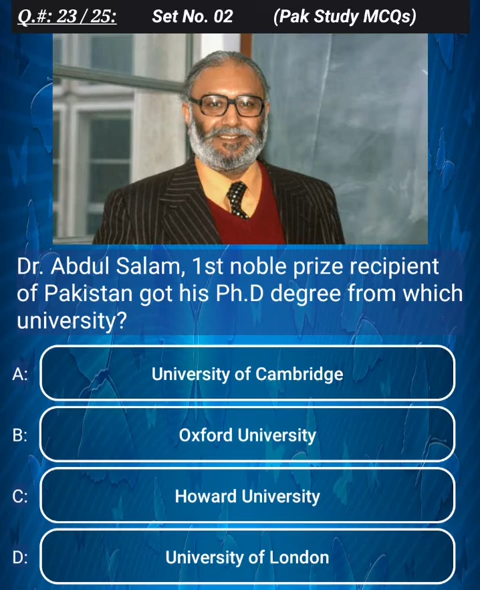 Q.#: 23 / 25: Set No. 02 (Pak Study MCQs)
Dr. Abdul Salam, 1st noble prize recipient
of Pakistan got his Ph.D degree from which
university?
A: University of Cambridge
B: Oxford University
C: Howard University
D: University of London